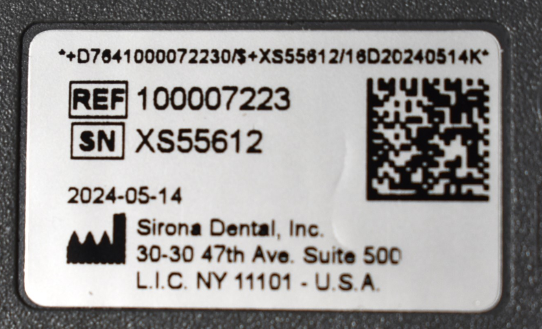 *+D7641000072230/$+XS55612/16D20240514K*
REF 100007223
SN XS55612
2024-05-14
Sirona Dental, Inc.
30-30 47th Ave. Suite 500
L.I.C. NY 11101 - U.S.A.